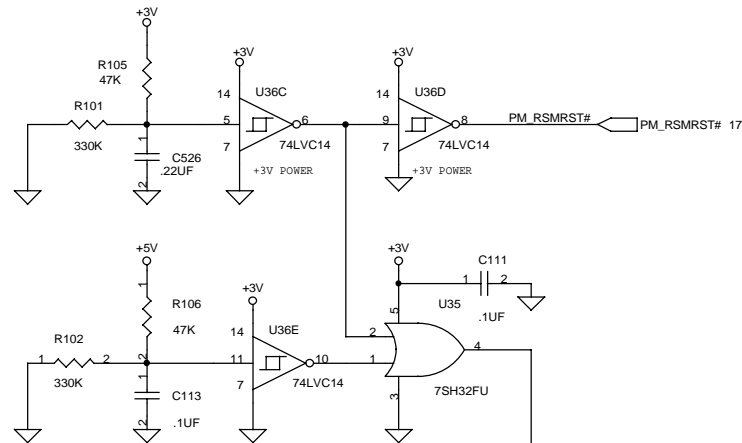 +3V
R105
47K
R101
330K
1
C526
.22UF
2
+3V
14
U36C
5
6
7
74LVC14
+3V POWER
+3V
14
U36D
9
8
7
74LVC14
+3V POWER
PM_RSMRST#
PM_RSMRST# 17
+5V
1
R106
47K
2
R102
1
2
330K
1
C113
.1UF
2
+3V
14
U36E
11
10
7
74LVC14
+3V
C111
1
2
.1UF
5
U35
2
1
4
3
7SH32FU